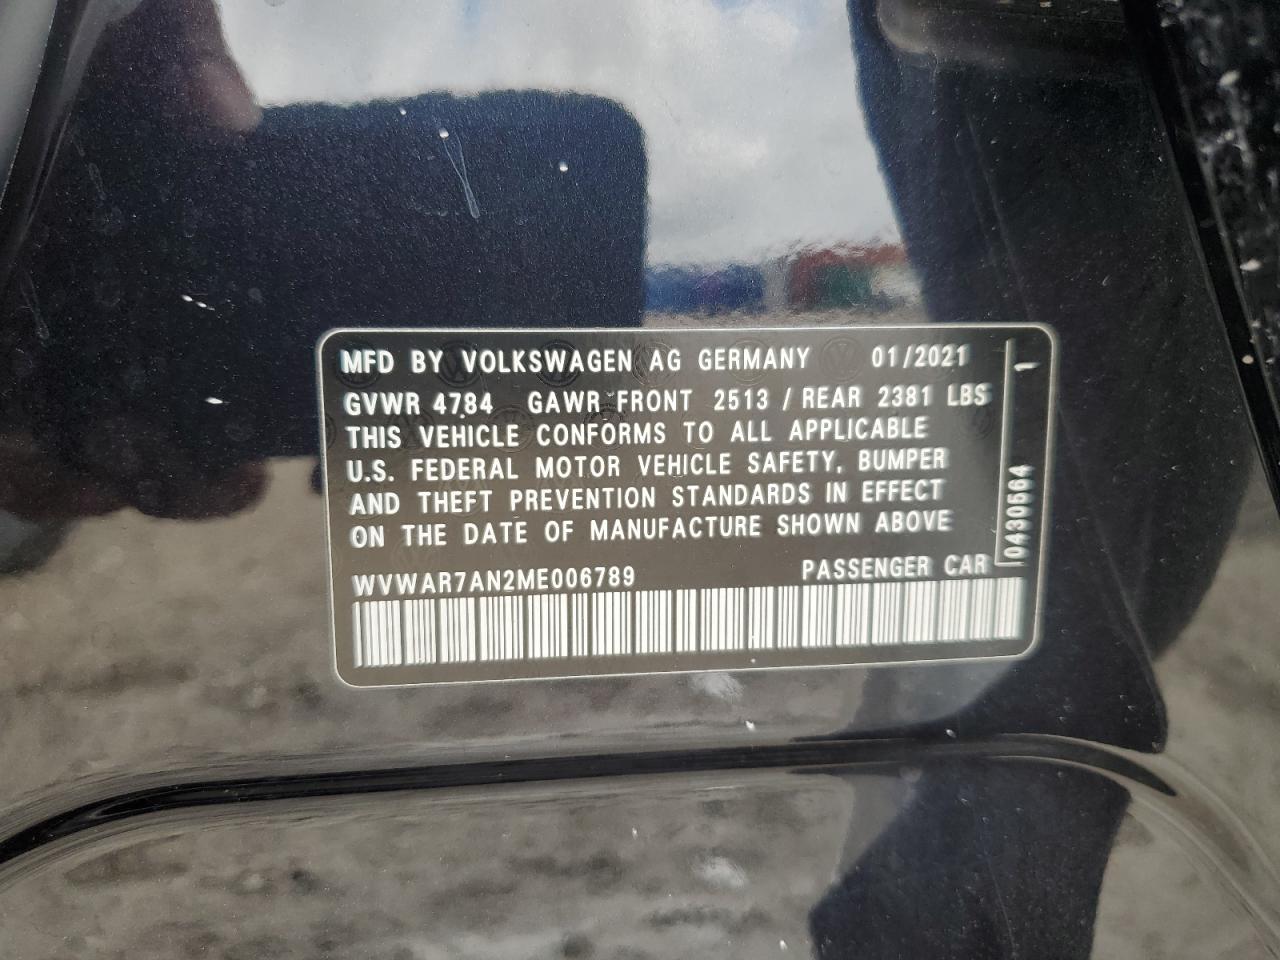 MFD BY VOLKSWAGEN AG GERMANY 01/2021
GVWR 4784 GAWR FRONT 2513 / REAR 2381 LBS
THIS VEHICLE CONFORMS TO ALL APPLICABLE
U.S. FEDERAL MOTOR VEHICLE SAFETY, BUMPER
AND THEFT PREVENTION STANDARDS IN EFFECT
ON THE DATE OF MANUFACTURE SHOWN ABOVE
WVWAR7AN2ME006789 PASSENGER CAR
0430564 1